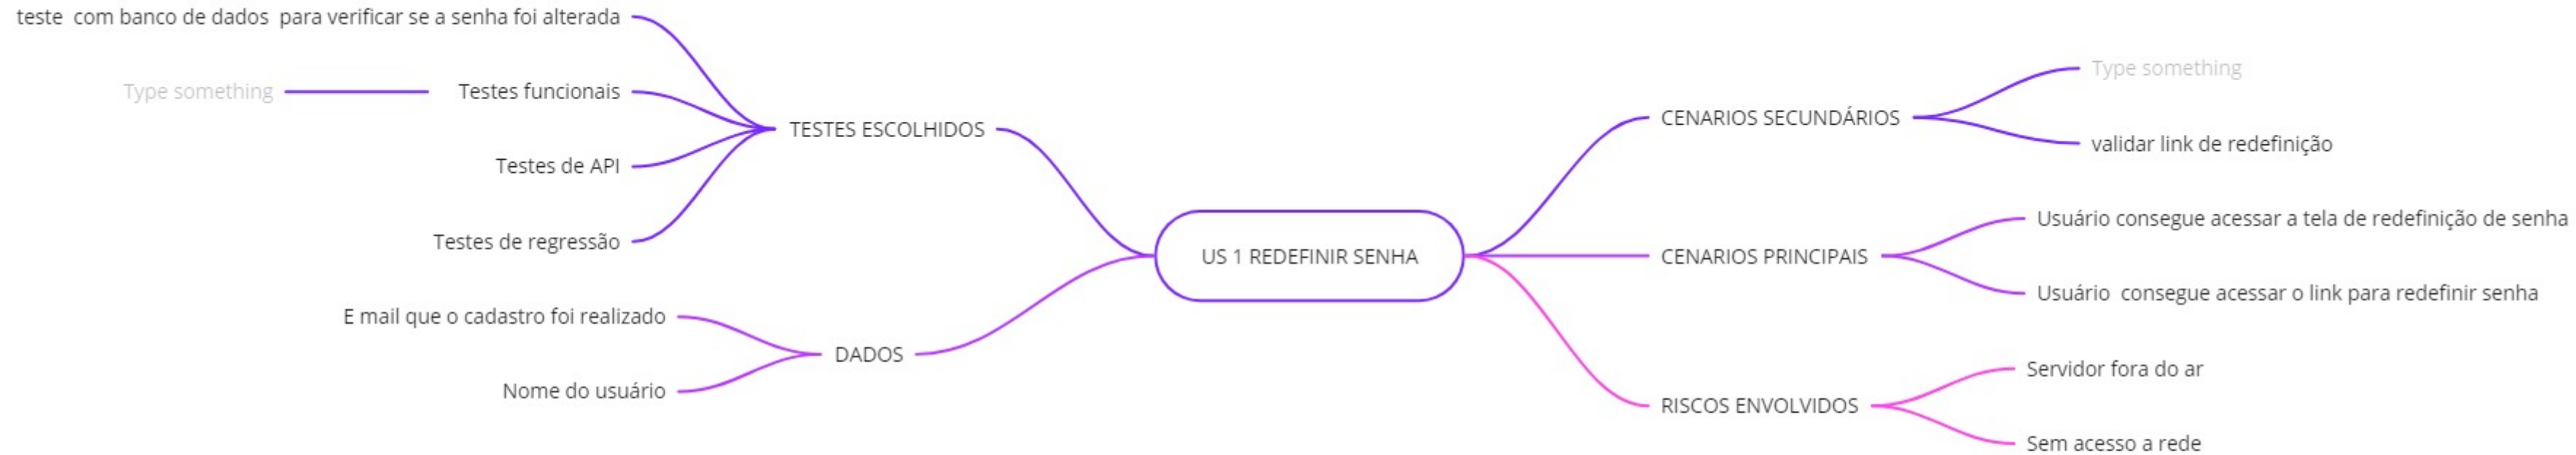 teste com banco de dados para verificar se a senha foi alterada
Type something
Testes funcionais
TESTES ESCOLHIDOS
Testes de API
Testes de regressão
E mail que o cadastro foi realizado
DADOS
Nome do usuário
US 1 REDEFINIR SENHA
Type something
CENARIOS SECUNDÁRIOS
validar link de redefinição
Usuário consegue acessar a tela de redefinição de senha
CENARIOS PRINCIPAIS
Usuário consegue acessar o link para redefinir senha
Servidor fora do ar
RISCOS ENVOLVIDOS
Sem acesso a rede